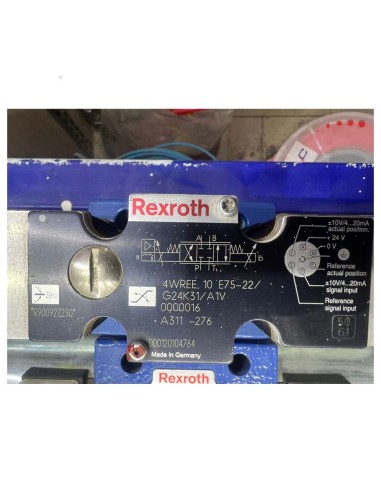 Rexroth
A B
a b
P T
4WREE 10 E75-22/
G24K31/A1V
0000016
A311 -276
*R900922230*
000120104764
Made in Germany
±10V/4...20mA
actual position
+ 24 V
0 V
Reference
actual position
±10V/4...20mA
signal input
Reference
signal input
Rexroth